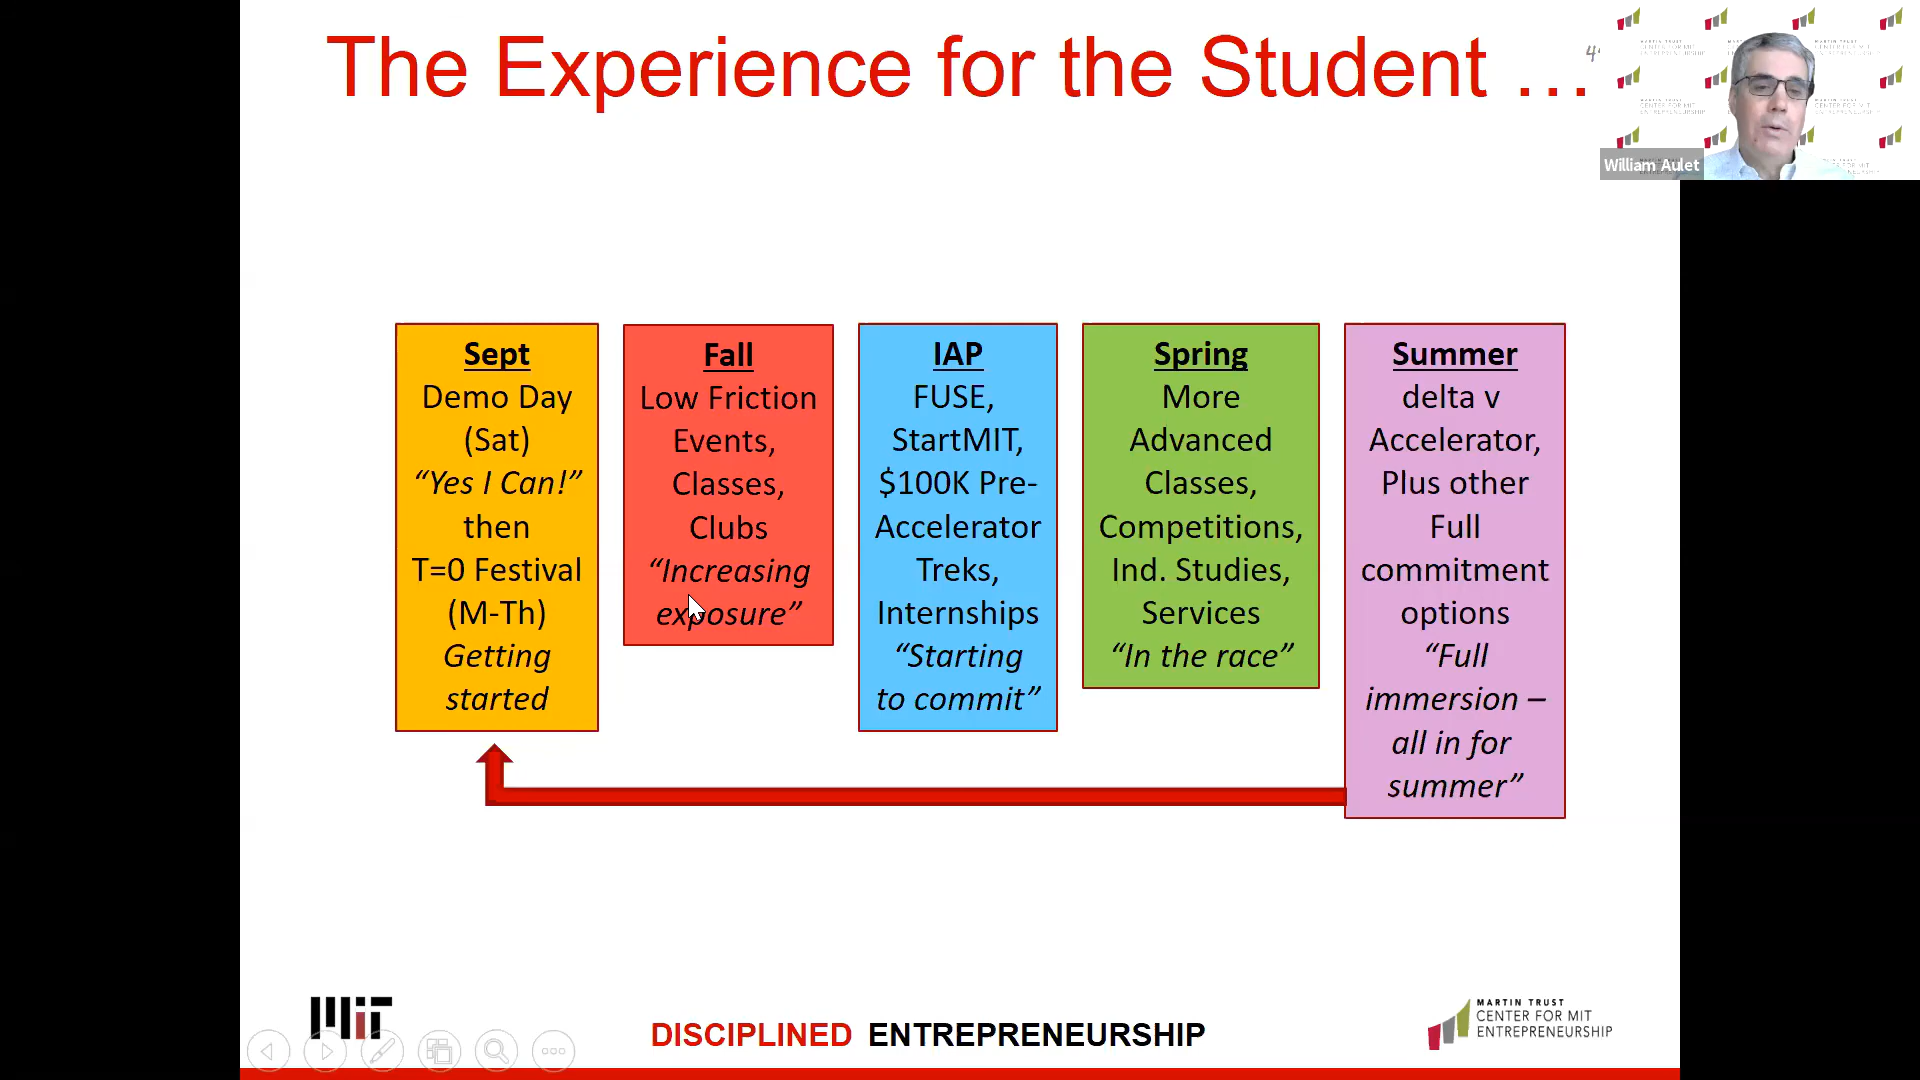 The Experience for the Student ...
William Aulet
Sept
Demo Day
(Sat)
“Yes I Can!”
then
T=0 Festival
(M-Th)
Getting
started
Fall
Low Friction
Events,
Classes,
Clubs
“Increasing
exposure”
IAP
FUSE,
StartMIT,
$100K Pre-
Accelerator
Treks,
Internships
“Starting
to commit”
Spring
More
Advanced
Classes,
Competitions,
Ind. Studies,
Services
“In the race”
Summer
delta v
Accelerator,
Plus other
Full
commitment
options
“Full
immersion –
all in for
summer”
MIT
DISCIPLINED ENTREPRENEURSHIP
MARTIN TRUST
CENTER FOR MIT
ENTREPRENEURSHIP